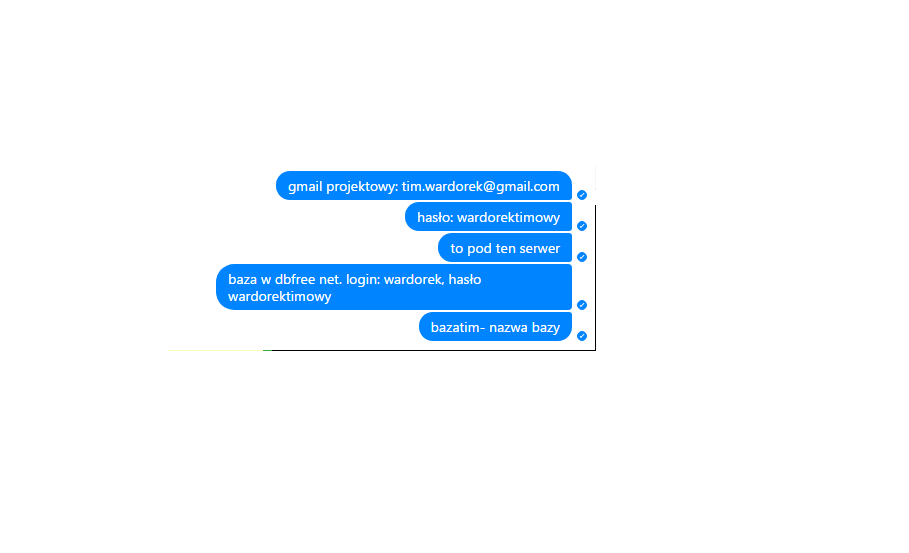 gmail projektowy: tim.wardorek@gmail.com
hasło: wardorektimowy
to pod ten serwer
baza w dbfree net. login: wardorek, hasło
wardorektimowy
bazatim- nazwa bazy